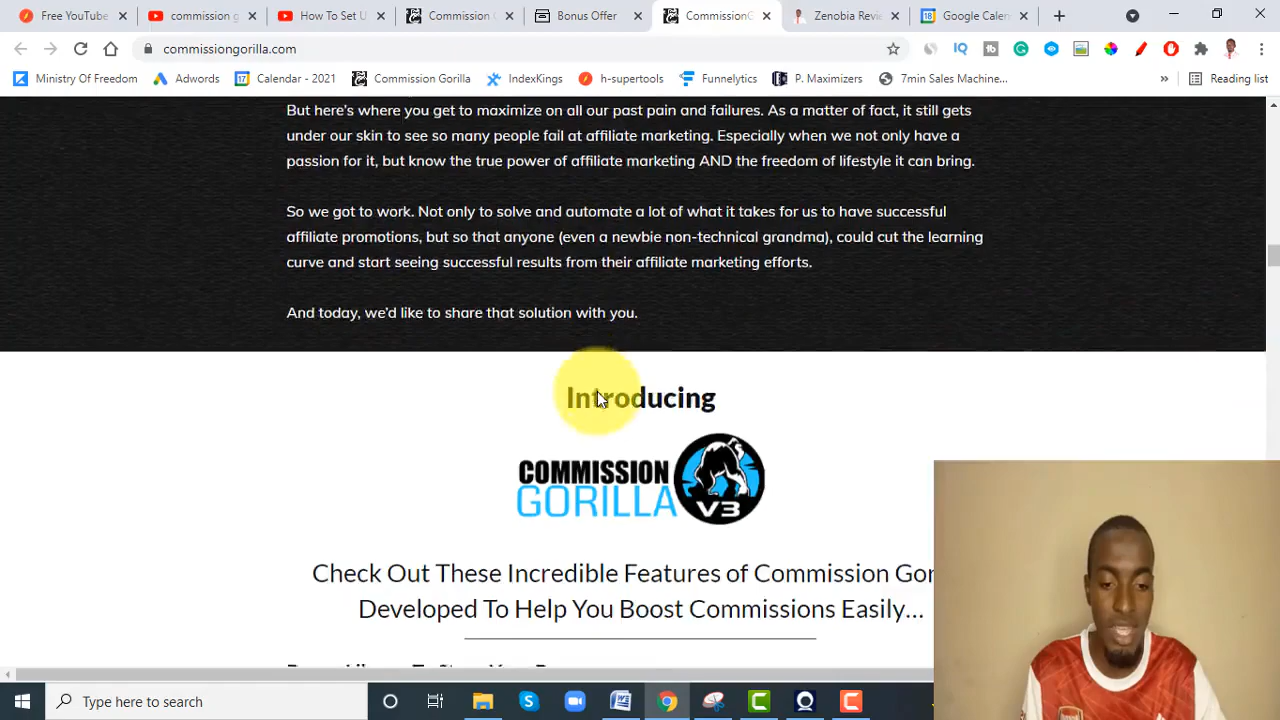 Free YouTube
commission g
How To Set U
Commission G
Bonus Offer
CommissionG
Zenobia Revie
Google Calen
commissiongorilla.com
Ministry Of Freedom
Adwords
Calendar - 2021
Commission Gorilla
IndexKings
h-supertools
Funnelytics
P. Maximizers
7min Sales Machine...
Reading list
But here's where you get to maximize on all our past pain and failures. As a matter of fact, it still gets
under our skin to see so many people fail at affiliate marketing. Especially when we not only have a
passion for it, but know the true power of affiliate marketing AND the freedom of lifestyle it can bring.
So we got to work. Not only to solve and automate a lot of what it takes for us to have successful
affiliate promotions, but so that anyone (even a newbie non-technical grandma), could cut the learning
curve and start seeing successful results from their affiliate marketing efforts.
And today, we'd like to share that solution with you.
Introducing
COMMISSION
GORILLA
V3
Check Out These Incredible Features of Commission Gor
Developed To Help You Boost Commissions Easily...
Type here to search